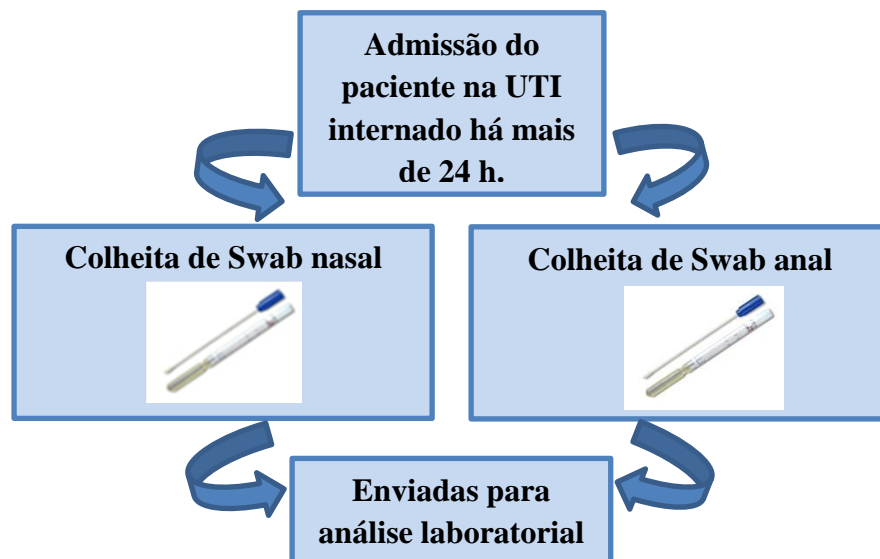 Admissão do
paciente na UTI
internado há mais
de 24 h.
Colheita de Swab nasal
Colheita de Swab anal
Enviadas para
análise laboratorial